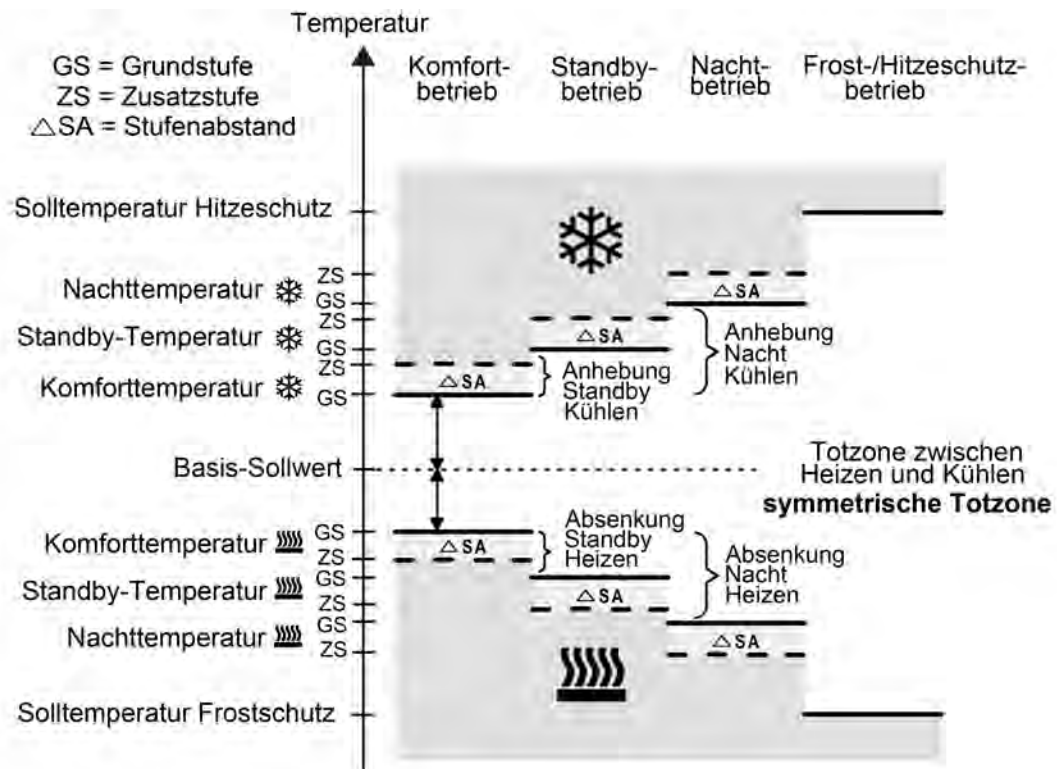 Temperatur
GS = Grundstufe
ZS = Zusatzstufe
△SA = Stufenabstand
Komfort-
betrieb
Standby-
betrieb
Nacht-
betrieb
Frost-/Hitzeschutz-
betrieb
Solltemperatur Hitzeschutz
Nachttemperatur
ZS
GS
△SA
Standby-Temperatur
ZS
GS
△SA
Komforttemperatur
ZS
GS
△SA
Anhebung
Standby
Kühlen
Anhebung
Nacht
Kühlen
Basis-Sollwert
Totzone zwischen
Heizen und Kühlen
symmetrische Totzone
Komforttemperatur
GS
ZS
△SA
Absenkung
Standby
Heizen
Absenkung
Nacht
Heizen
Standby-Temperatur
GS
ZS
△SA
Nachttemperatur
GS
ZS
△SA
Solltemperatur Frostschutz